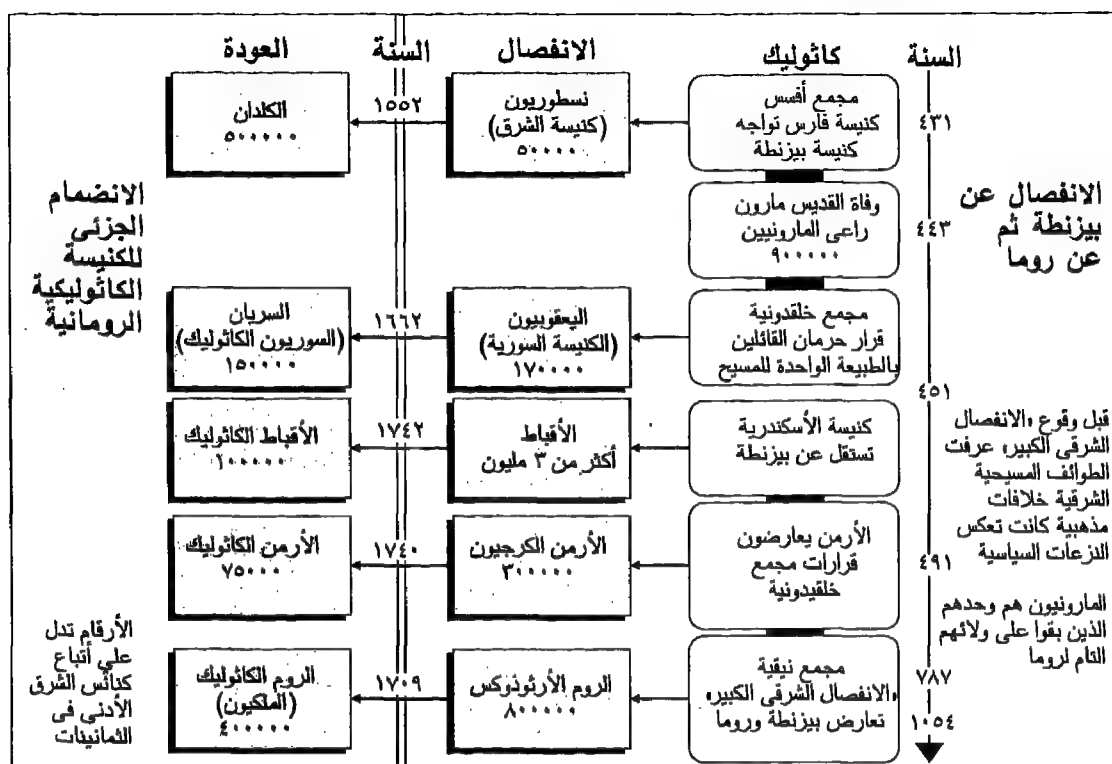 السنة
كاثوليك
الانفصال
السنة
العودة
٤٣١
مجمع أفسس
كنيسة فارس تواجه
كنيسة بيزنطة
نسطوريون
(كنيسة الشرق)
٥٠٠٠٠
١٥٥٢
الكلدان
٥٠٠٠٠٠
الانفصال عن
بيزنطة ثم
عن روما
٤٤٣
وفاة القديس مارون
راعى المارونيين
٩٠٠٠٠٠
الانضمام
الجزئى
للكنيسة
الكاثوليكية
الرومانية
مجمع خلقدونية
قرار حرمان القائلين
بالطبيعة الواحدة للمسيح
٤٥١
اليعقوبيون
(الكنيسة السورية)
١٧٠٠٠٠
١٦٦٢
السريان
(السوريون الكاثوليك)
١٥٠٠٠٠
كنيسة الأسكندرية
تستقل عن بيزنطة
الأقباط
أكثر من ٣ مليون
١٧٤٢
الأقباط الكاثوليك
١٠٠٠٠٠
قبل وقوع «الانفصال
الشرقى الكبير» عرفت
الطوائف المسيحية
الشرقية خلافات
مذهبية كانت تعكس
النزعات السياسية
٤٩١
الأرمن يعارضون
قرارات مجمع
خلقيدونية
الأرمن الكرجيون
٣٠٠٠٠٠
١٧٤٠
الأرمن الكاثوليك
٧٥٠٠٠
المارونيون هم وحدهم
الذين بقوا على ولائهم
التام لروما
٧٨٧
١٠٥٤
مجمع نيقية
«الانفصال الشرقى الكبير»
تعارض بيزنطة وروما
الروم الأرثوذوكس
٨٠٠٠٠٠
١٧٠٩
الروم الكاثوليك
(الملكيون)
٤٠٠٠٠٠
الأرقام تدل
على أتباع
كنائس الشرق
الأدنى فى
الثمانينات